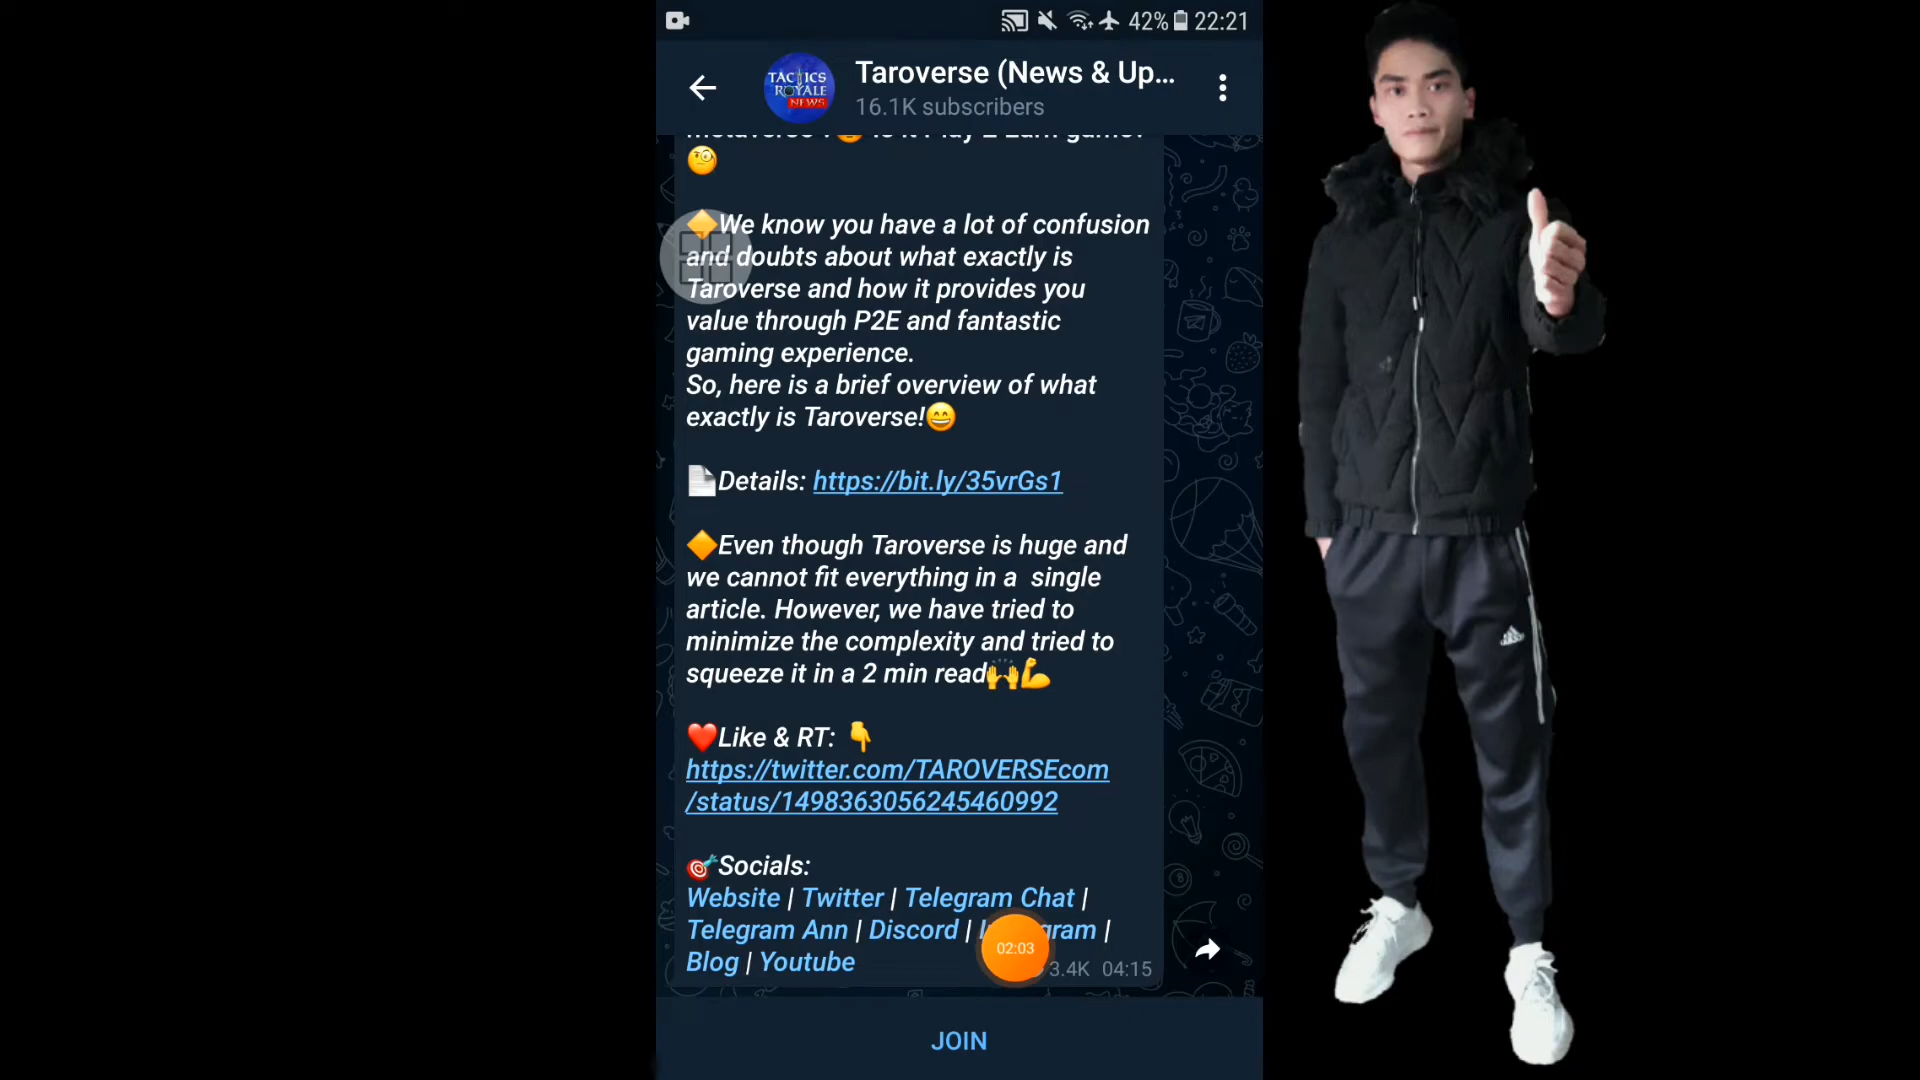 42% 22:21
TACTICS
ROYALE
NEWS
Taroverse (News & Up...
16.1K subscribers
We know you have a lot of confusion
and doubts about what exactly is
Taroverse and how it provides you
value through P2E and fantastic
gaming experience.
So, here is a brief overview of what
exactly is Taroverse!
Details: https://bit.ly/35vrGs1
Even though Taroverse is huge and
we cannot fit everything in a single
article. However, we have tried to
minimize the complexity and tried to
squeeze it in a 2 min read
Like & RT:
https://twitter.com/TAROVERSEcom
/status/1498363056245460992
Socials:
Website | Twitter | Telegram Chat |
Telegram Ann | Discord | |
Blog | Youtube
02:03
3.4K 04:15
JOIN